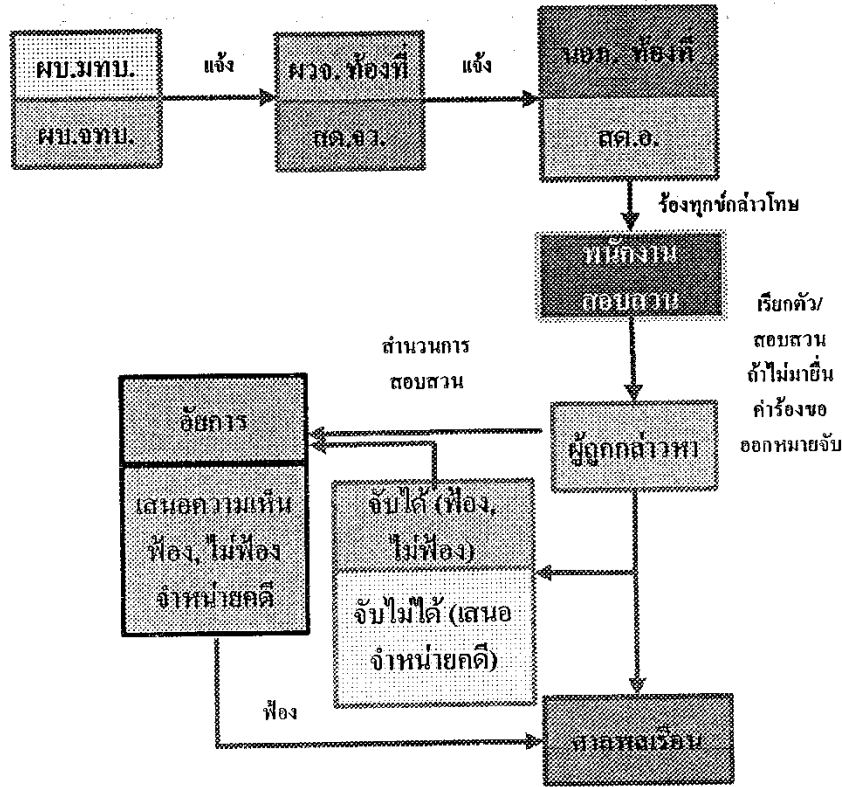 ผบ.มทบ.
ผบ.จทบ.
แจ้ง
ผวจ. ท้องที่
สด.จว.
แจ้ง
นอภ. ท้องที่
สด.อ.
ร้องทุกข์กล่าวโทษ
พนักงาน
สอบสวน
เรียกตัว/
สอบสวน
ถ้าไม่มายื่น
คำร้องขอ
ออกหมายจับ
สำนวนการ
สอบสวน
อัยการ
เสนอความเห็น
ฟ้อง, ไม่ฟ้อง
จำหน่ายคดี
ผู้ถูกกล่าวหา
จับได้ (ฟ้อง,
ไม่ฟ้อง)
จับไม่ได้ (เสนอ
จำหน่ายคดี)
ฟ้อง
ศาลพลเรือน